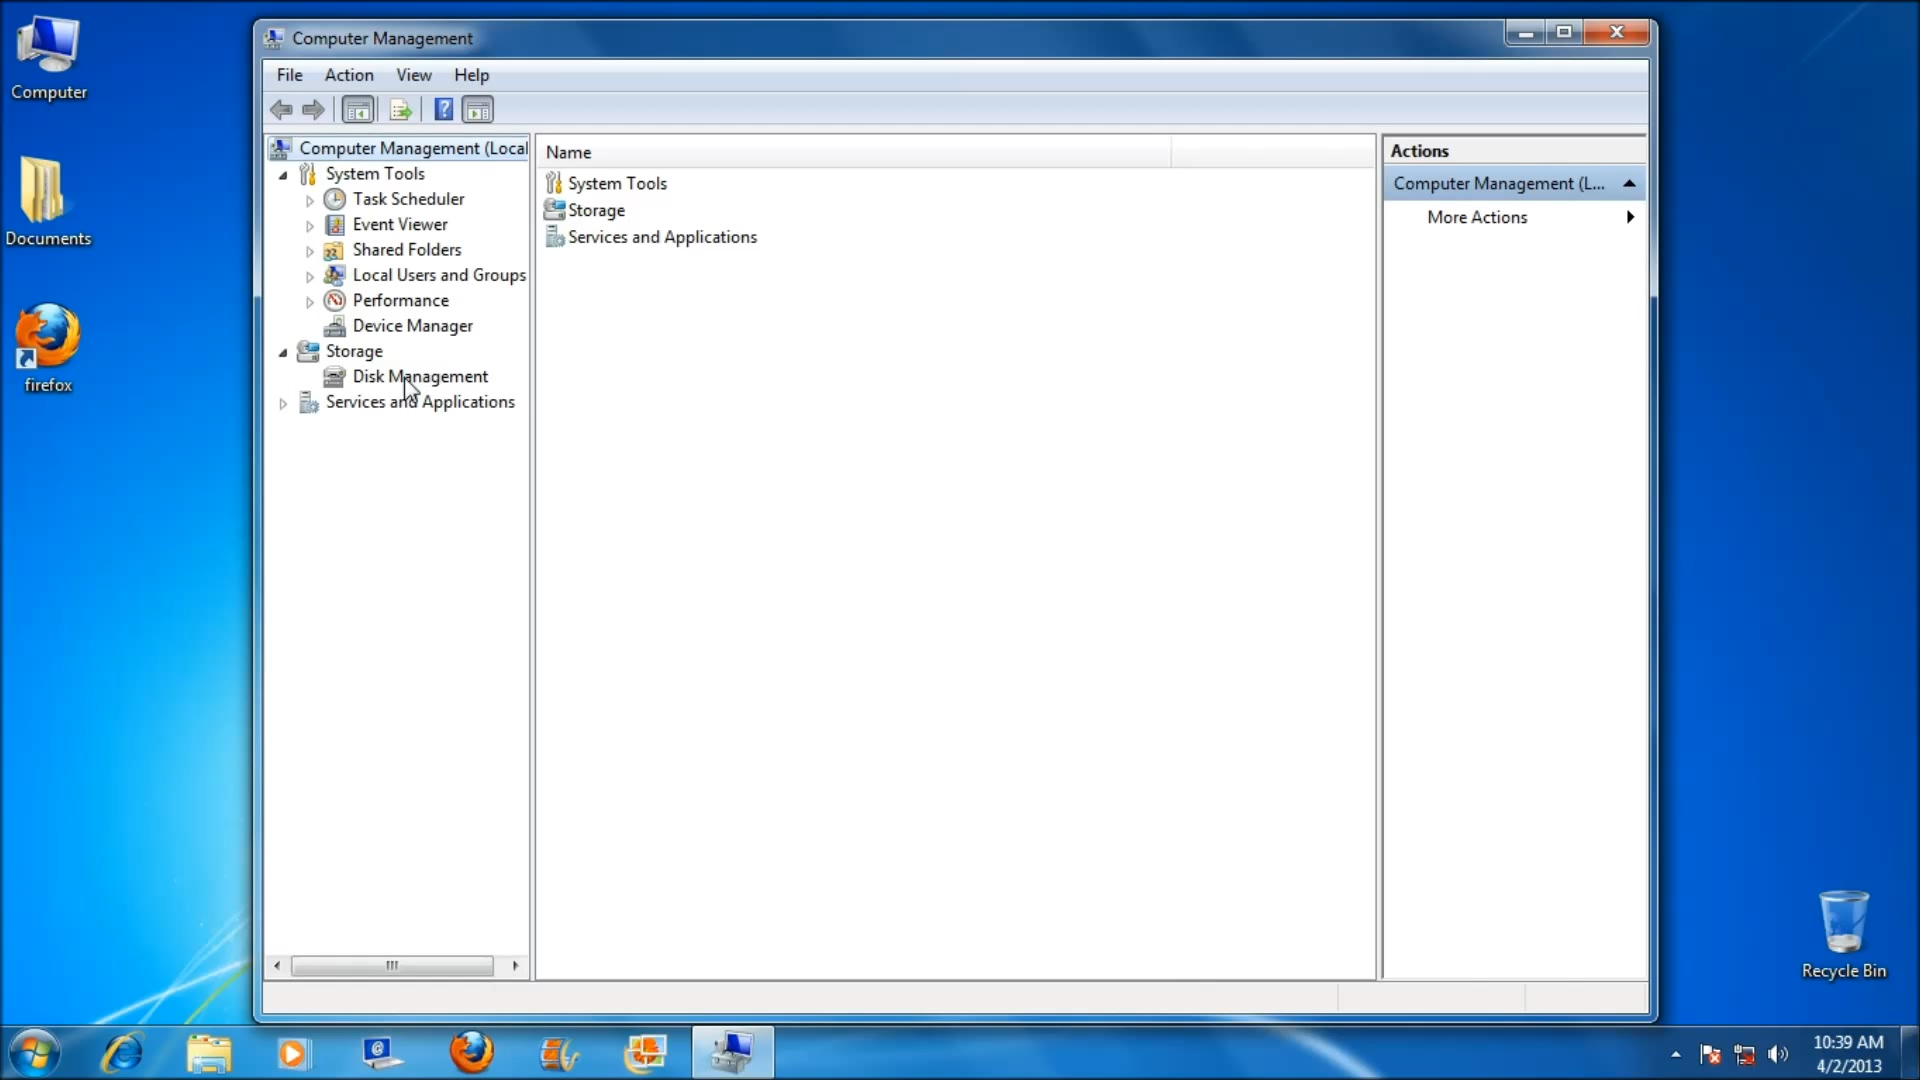 Computer
Documents
firefox
Computer Management
File Action View Help
Computer Management (Local
System Tools
Task Scheduler
Event Viewer
Shared Folders
Local Users and Groups
Performance
Device Manager
Storage
Disk Management
Services and Applications
Name
System Tools
Storage
Services and Applications
Actions
Computer Management (L...
More Actions
Recycle Bin
10:39 AM
4/2/2013